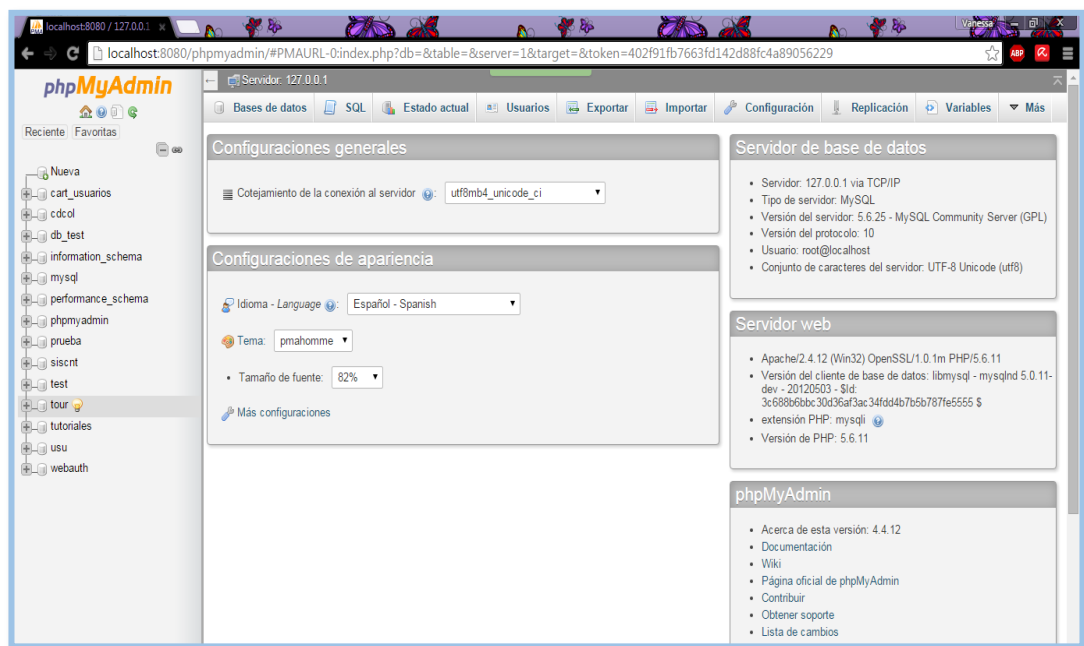 localhost:8080 / 127.0.0.1
Vanessa
localhost:8080/phpmyadmin/#PMAURL-0:index.php?db=&table=&server=1&target=&token=402f91fb7663fd142d88fc4a89056229
ABP
phpMyAdmin
Reciente Favoritas
Nueva
cart_usuarios
cdcol
db_test
information_schema
mysql
performance_schema
phpmyadmin
prueba
siscnt
test
tour
tutoriales
usu
webauth
Servidor: 127.0.0.1
Bases de datos SQL Estado actual Usuarios Exportar Importar Configuración Replicación Variables Más
Configuraciones generales
Cotejamiento de la conexión al servidor : utf8mb4_unicode_ci
Configuraciones de apariencia
Idioma - Language : Español - Spanish
Tema: pmahomme
Tamaño de fuente: 82%
Más configuraciones
Servidor de base de datos
Servidor: 127.0.0.1 via TCP/IP
Tipo de servidor: MySQL
Versión del servidor: 5.6.25 - MySQL Community Server (GPL)
Versión del protocolo: 10
Usuario: root@localhost
Conjunto de caracteres del servidor: UTF-8 Unicode (utf8)
Servidor web
Apache/2.4.12 (Win32) OpenSSL/1.0.1m PHP/5.6.11
Versión del cliente de base de datos: libmysql - mysqlnd 5.0.11-
dev - 20120503 - $Id:
3c688b6bbc30d36af3ac34fdd4b7b5b787fe5555 $
extensión PHP: mysqli
Versión de PHP: 5.6.11
phpMyAdmin
Acerca de esta versión: 4.4.12
Documentación
Wiki
Página oficial de phpMyAdmin
Contribuir
Obtener soporte
Lista de cambios